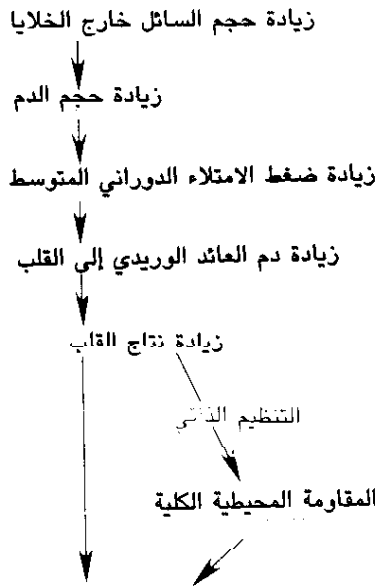 زيادة حجم السائل خارج الخلايا
زيادة حجم الدم
زيادة ضغط الامتلاء الدوراني المتوسط
زيادة دم العائد الوريدي إلى القلب
زيادة نتاج القلب
التنظيم الذاتي
المقاومة المحيطية الكلية